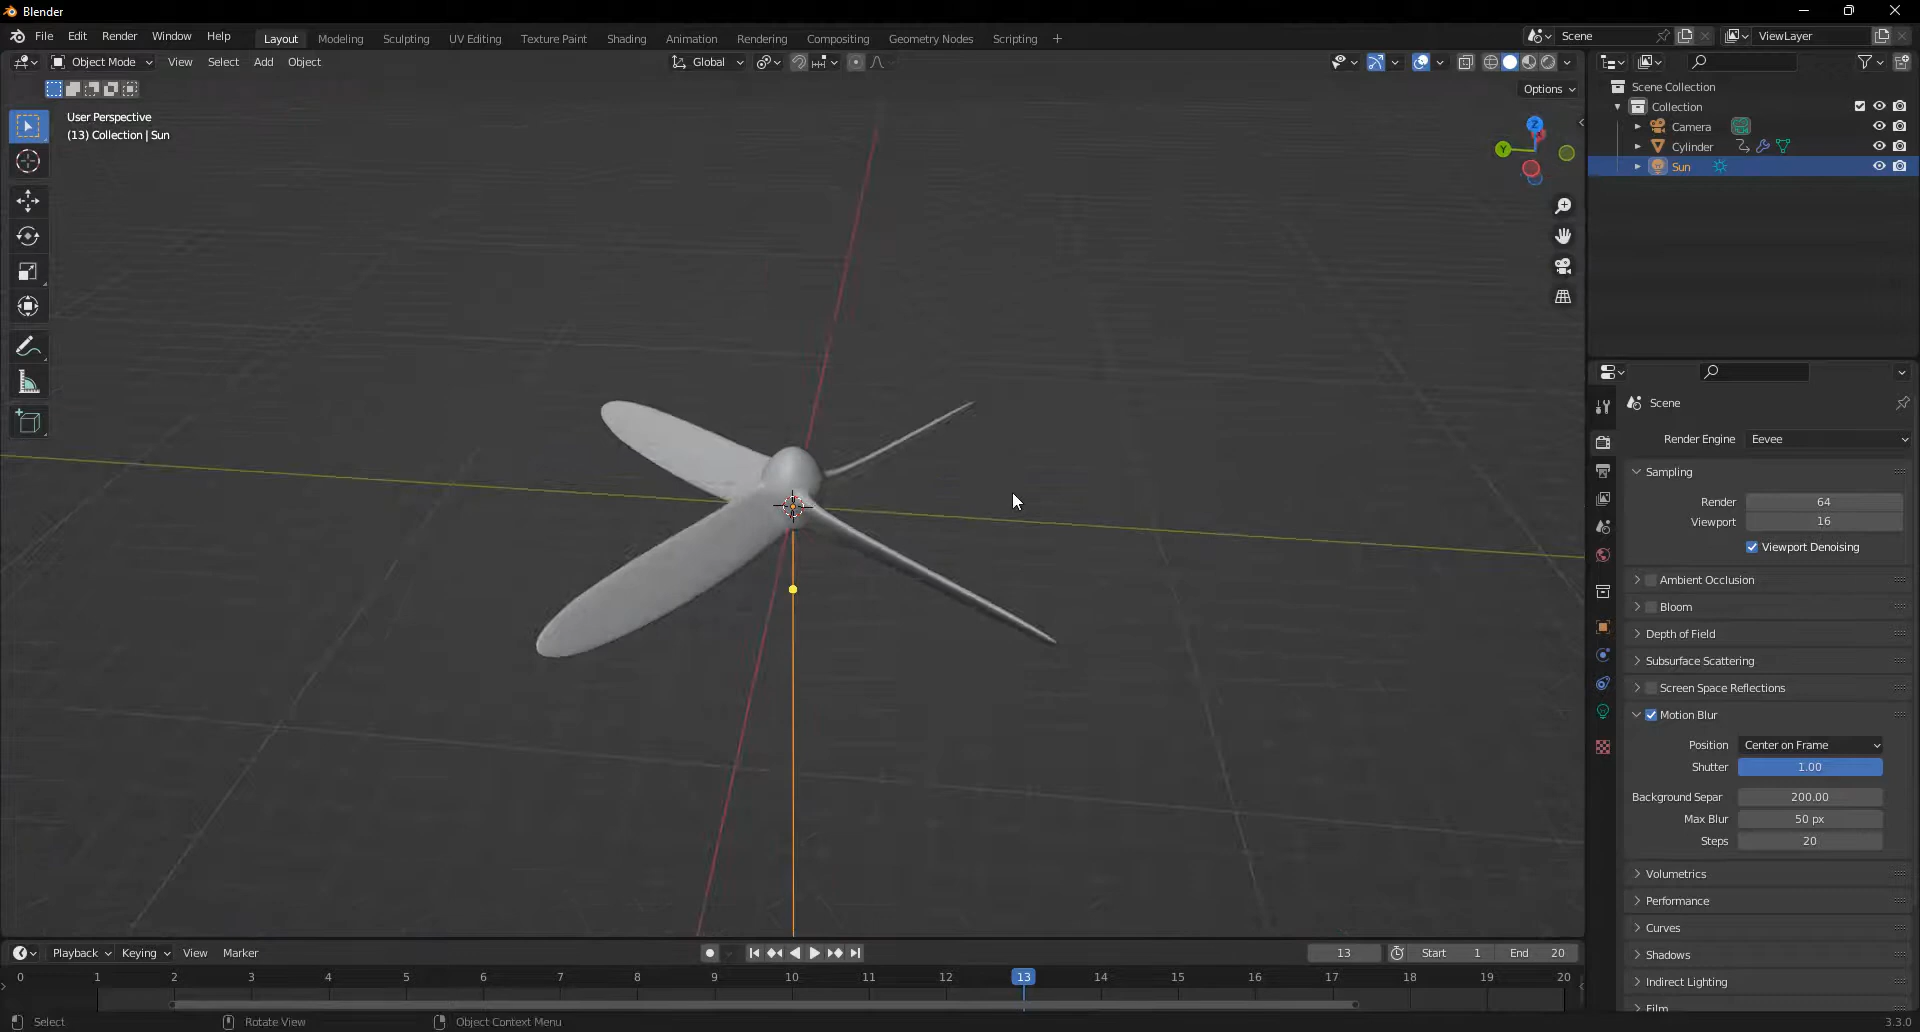 Blender
File Edit Render Window Help Layout Modeling Sculpting UV Editing Texture Paint Shading Animation Rendering Compositing Geometry Nodes Scripting + Scene ViewLayer
Object Mode View Select Add Object Global
Options
User Perspective
(13) Collection | Sun
Z
Y
Scene Collection
Collection
Camera
Cylinder
Sun
Scene
Render Engine Eevee
Sampling
Render 64
Viewport 16
Viewport Denoising
Ambient Occlusion
Bloom
Depth of Field
Subsurface Scattering
Screen Space Reflections
Motion Blur
Position Center on Frame
Shutter 1.00
Background Separ 200.00
Max Blur 50 px
Steps 20
Volumetrics
Performance
Curves
Shadows
Indirect Lighting
Film
Playback Keying View Marker 13 Start 1 End 20
0 1 2 3 4 5 6 7 8 9 10 11 12 13 14 15 16 17 18 19 20
Select Rotate View Object Context Menu 3.3.0